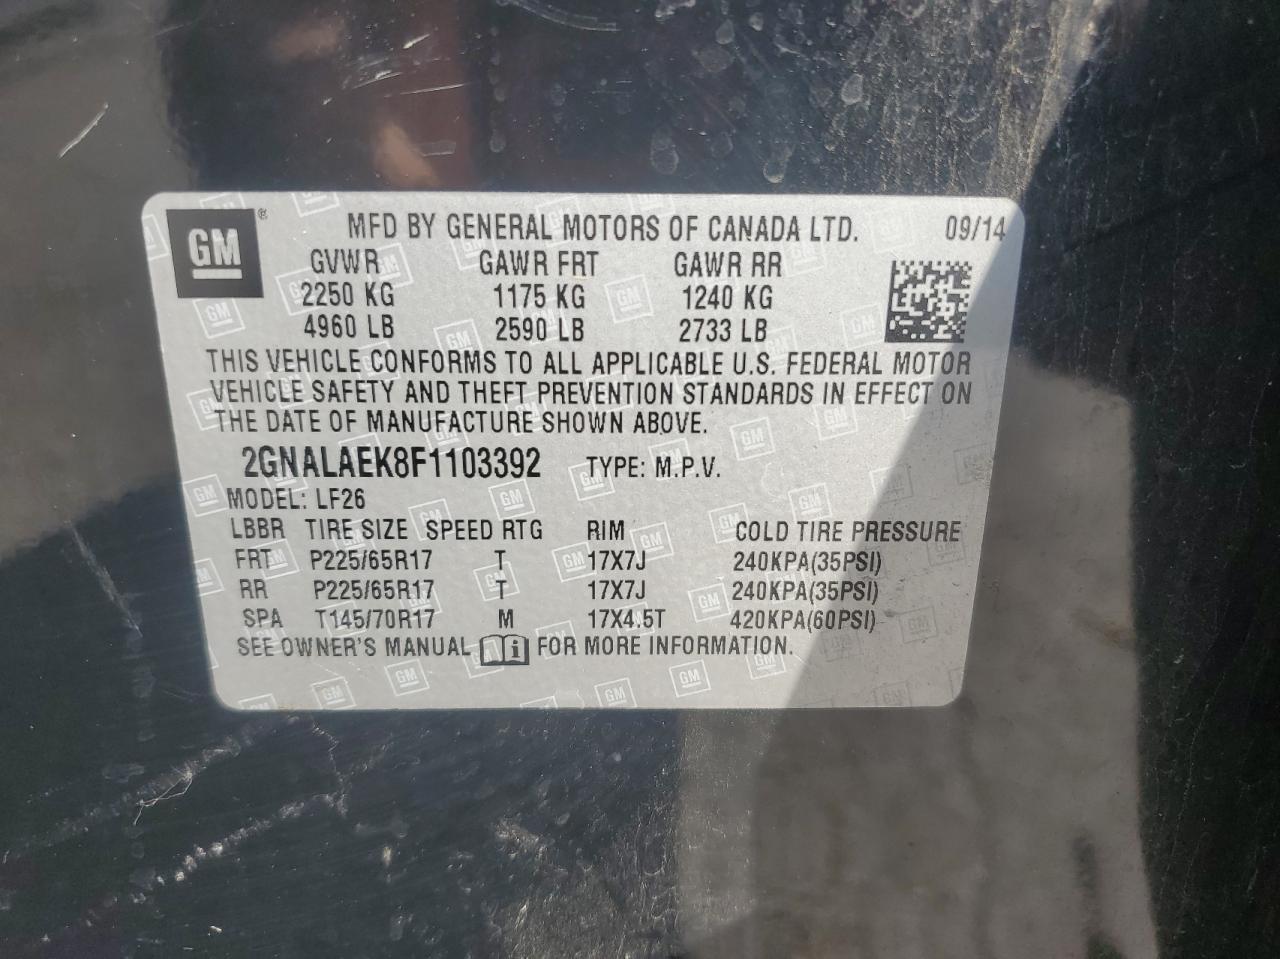 GM® MFD BY GENERAL MOTORS OF CANADA LTD. 09/14
GVWR GAWR FRT GAWR RR
2250 KG 1175 KG 1240 KG
4960 LB 2590 LB 2733 LB
THIS VEHICLE CONFORMS TO ALL APPLICABLE U.S. FEDERAL MOTOR
VEHICLE SAFETY AND THEFT PREVENTION STANDARDS IN EFFECT ON
THE DATE OF MANUFACTURE SHOWN ABOVE.
2GNALAEK8F1103392 TYPE: M.P.V.
MODEL: LF26
LBBR TIRE SIZE SPEED RTG RIM COLD TIRE PRESSURE
FRT P225/65R17 T 17X7J 240KPA(35PSI)
RR P225/65R17 T 17X7J 240KPA(35PSI)
SPA T145/70R17 M 17X4.5T 420KPA(60PSI)
SEE OWNER'S MANUAL i FOR MORE INFORMATION.